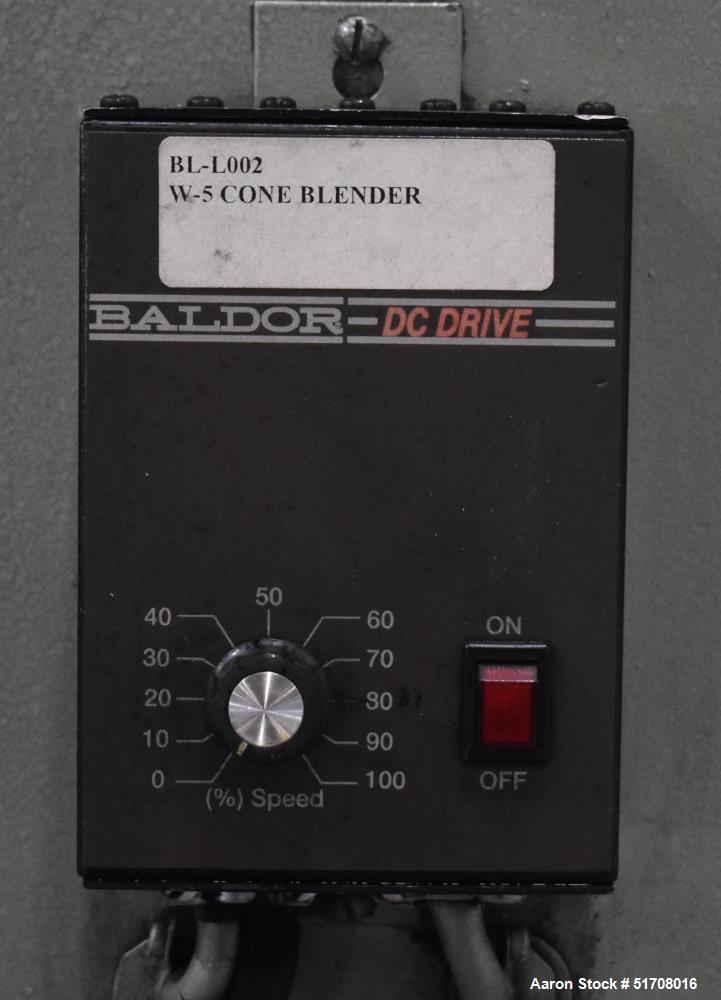 BL-L002
W-5 CONE BLENDER
BALDOR DC DRIVE
50
40 60
30 70
20 80
10 90
0 100
(%) Speed
ON
OFF
Aaron Stock # 51708016